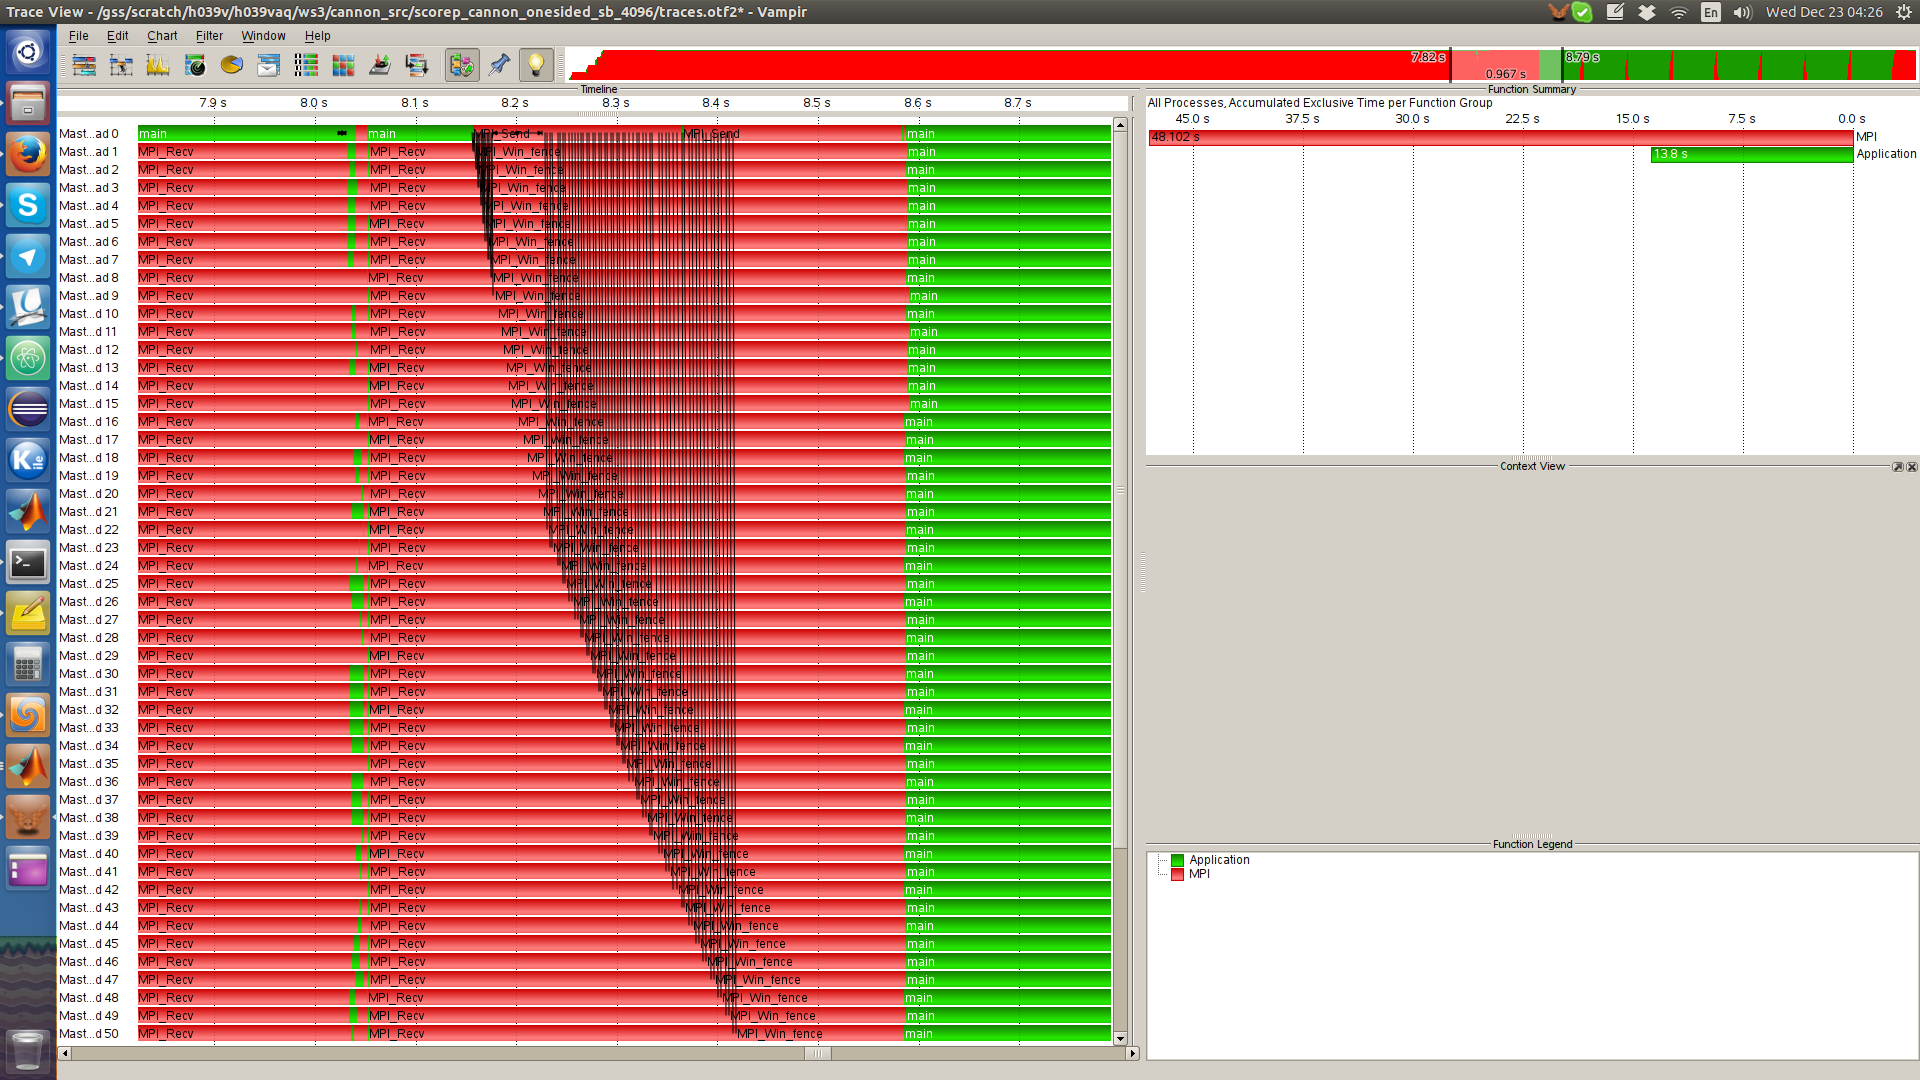 Trace View - /gss/scratch/h039v/h039vaq/ws3/cannon_src/scorep_cannon_onesided_sb_4096/traces.otf2* - Vampir
En
Wed Dec 23 04:26
File Edit Chart Filter Window Help
7.82 s 8.79 s
0.967 s
Timeline
7.9 s 8.0 s 8.1 s 8.2 s 8.3 s 8.4 s 8.5 s 8.6 s 8.7 s
Mast...ad 0 main main MPI_Send MPI_Send main
Mast...ad 1 MPI_Recv MPI_Recv MPI_Win_fence main
Mast...ad 2 MPI_Recv MPI_Recv MPI_Win_fence main
Mast...ad 3 MPI_Recv MPI_Recv MPI_Win_fence main
Mast...ad 4 MPI_Recv MPI_Recv MPI_Win_fence main
Mast...ad 5 MPI_Recv MPI_Recv MPI_Win_fence main
Mast...ad 6 MPI_Recv MPI_Recv MPI_Win_fence main
Mast...ad 7 MPI_Recv MPI_Recv MPI_Win_fence main
Mast...ad 8 MPI_Recv MPI_Recv MPI_Win_fence main
Mast...ad 9 MPI_Recv MPI_Recv MPI_Win_fence main
Mast...d 10 MPI_Recv MPI_Recv MPI_Win_fence main
Mast...d 11 MPI_Recv MPI_Recv MPI_Win_fence main
Mast...d 12 MPI_Recv MPI_Recv MPI_Win_fence main
Mast...d 13 MPI_Recv MPI_Recv MPI_Win_fence main
Mast...d 14 MPI_Recv MPI_Recv MPI_Win_fence main
Mast...d 15 MPI_Recv MPI_Recv MPI_Win_fence main
Mast...d 16 MPI_Recv MPI_Recv MPI_Win_fence main
Mast...d 17 MPI_Recv MPI_Recv MPI_Win_fence main
Mast...d 18 MPI_Recv MPI_Recv MPI_Win_fence main
Mast...d 19 MPI_Recv MPI_Recv MPI_Win_fence main
Mast...d 20 MPI_Recv MPI_Recv MPI_Win_fence main
Mast...d 21 MPI_Recv MPI_Recv MPI_Win_fence main
Mast...d 22 MPI_Recv MPI_Recv MPI_Win_fence main
Mast...d 23 MPI_Recv MPI_Recv MPI_Win_fence main
Mast...d 24 MPI_Recv MPI_Recv MPI_Win_fence main
Mast...d 25 MPI_Recv MPI_Recv MPI_Win_fence main
Mast...d 26 MPI_Recv MPI_Recv MPI_Win_fence main
Mast...d 27 MPI_Recv MPI_Recv MPI_Win_fence main
Mast...d 28 MPI_Recv MPI_Recv MPI_Win_fence main
Mast...d 29 MPI_Recv MPI_Recv MPI_Win_fence main
Mast...d 30 MPI_Recv MPI_Recv MPI_Win_fence main
Mast...d 31 MPI_Recv MPI_Recv MPI_Win_fence main
Mast...d 32 MPI_Recv MPI_Recv MPI_Win_fence main
Mast...d 33 MPI_Recv MPI_Recv MPI_Win_fence main
Mast...d 34 MPI_Recv MPI_Recv MPI_Win_fence main
Mast...d 35 MPI_Recv MPI_Recv MPI_Win_fence main
Mast...d 36 MPI_Recv MPI_Recv MPI_Win_fence main
Mast...d 37 MPI_Recv MPI_Recv MPI_Win_fence main
Mast...d 38 MPI_Recv MPI_Recv MPI_Win_fence main
Mast...d 39 MPI_Recv MPI_Recv MPI_Win_fence main
Mast...d 40 MPI_Recv MPI_Recv MPI_Win_fence main
Mast...d 41 MPI_Recv MPI_Recv MPI_Win_fence main
Mast...d 42 MPI_Recv MPI_Recv MPI_Win_fence main
Mast...d 43 MPI_Recv MPI_Recv MPI_Win_fence main
Mast...d 44 MPI_Recv MPI_Recv MPI_Win_fence main
Mast...d 45 MPI_Recv MPI_Recv MPI_Win_fence main
Mast...d 46 MPI_Recv MPI_Recv MPI_Win_fence main
Mast...d 47 MPI_Recv MPI_Recv MPI_Win_fence main
Mast...d 48 MPI_Recv MPI_Recv MPI_Win_fence main
Mast...d 49 MPI_Recv MPI_Recv MPI_Win_fence main
Mast...d 50 MPI_Recv MPI_Recv MPI_Win_fence main
Function Summary
All Processes, Accumulated Exclusive Time per Function Group
45.0 s 37.5 s 30.0 s 22.5 s 15.0 s 7.5 s 0.0 s
48.102 s MPI
13.8 s Application
Context View
Function Legend
Application
MPI